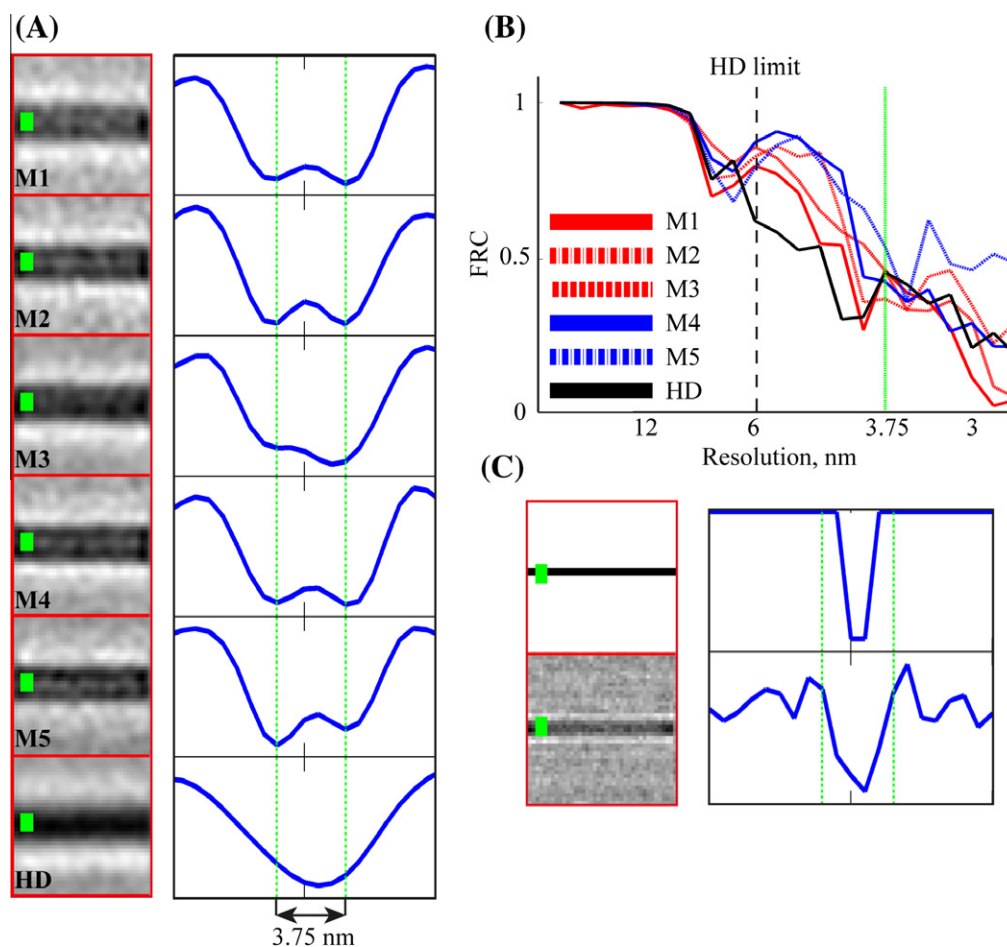 (A)
M1
M2
M3
M4
M5
HD
3.75 nm
(B)
HD limit
1
0.5
0
FRC
M1
M2
M3
M4
M5
HD
12
6
3.75
3
Resolution, nm
(C)